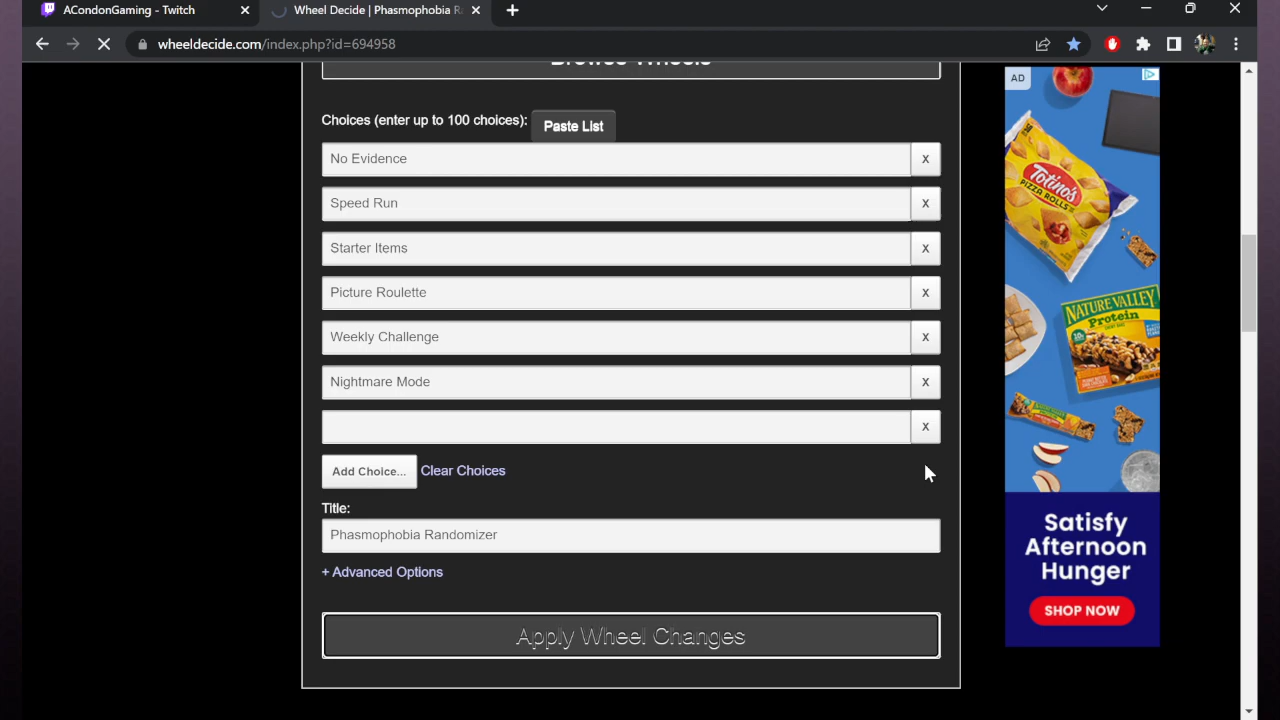 ACondonGaming - Twitch
Wheel Decide | Phasmophobia R
wheeldecide.com/index.php?id=694958
Browse Wheels
Choices (enter up to 100 choices):
Paste List
No Evidence
X
Speed Run
X
Starter Items
X
Picture Roulette
X
Weekly Challenge
X
Nightmare Mode
X
X
Add Choice...
Clear Choices
Title:
Phasmophobia Randomizer
+ Advanced Options
Apply Wheel Changes
AD
Totino's
PIZZA ROLLS
NATURE VALLEY
Protein
Satisfy
Afternoon
Hunger
SHOP NOW